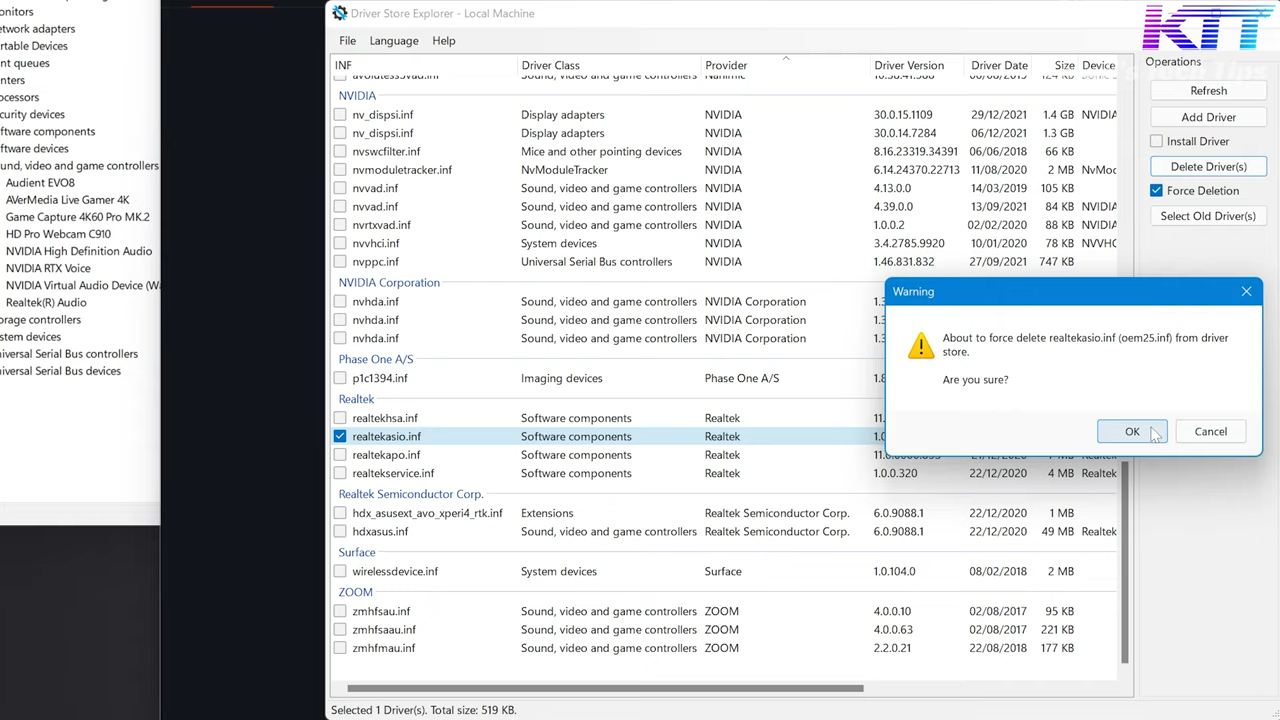 Driver Store Explorer - Local Machine
KTT
File Language Help
Operations
INF Driver Class Provider Driver Version Driver Date Size Device
Refresh
Add Driver
Install Driver
Delete Driver(s)
Force Deletion
Select Old Driver(s)
NVIDIA
nv_dispsi.inf Display adapters NVIDIA 30.0.15.1109 29/12/2021 1.4 GB NVIDIA
nv_dispsi.inf Display adapters NVIDIA 30.0.14.7284 06/12/2021 1.3 GB
nvswcfilter.inf Mice and other pointing devices NVIDIA 8.16.23319.34391 06/06/2018 66 KB
nvmoduletracker.inf NvModuleTracker NVIDIA 6.14.24370.22713 11/08/2020 2 MB NvMod
nvvad.inf Sound, video and game controllers NVIDIA 4.13.0.0 14/03/2019 105 KB
nvvad.inf Sound, video and game controllers NVIDIA 4.39.0.0 13/09/2021 84 KB NVIDIA
nvrtxvad.inf Sound, video and game controllers NVIDIA 1.0.0.2 02/02/2020 88 KB NVIDIA
nvvhci.inf System devices NVIDIA 3.4.2785.9920 10/01/2020 78 KB NVVHC
nvppc.inf Universal Serial Bus controllers NVIDIA 1.46.831.832 27/09/2021 747 KB
NVIDIA Corporation
nvhda.inf Sound, video and game controllers NVIDIA Corporation 1.3
nvhda.inf Sound, video and game controllers NVIDIA Corporation
nvhda.inf Sound, video and game controllers NVIDIA Corporation
Phase One A/S
p1c1394.inf Imaging devices Phase One A/S 1.8
Realtek
realtekhsa.inf Software components Realtek 11
realtekasio.inf Software components Realtek 1.0
realtekapo.inf Software components Realtek
realtekservice.inf Software components Realtek 1.0.0.320 22/12/2020 4 MB Realtek
Realtek Semiconductor Corp.
hdx_asusext_avo_xperi4_rtk.inf Extensions Realtek Semiconductor Corp. 6.0.9088.1 22/12/2020 1 MB
hdxasus.inf Sound, video and game controllers Realtek Semiconductor Corp. 6.0.9088.1 22/12/2020 49 MB Realtek
Surface
wirelessdevice.inf System devices Surface 1.0.104.0 08/02/2018 2 MB
ZOOM
zmhfsau.inf Sound, video and game controllers ZOOM 4.0.0.10 02/08/2017 95 KB
zmhfsaau.inf Sound, video and game controllers ZOOM 4.0.0.63 02/08/2017 221 KB
zmhfmau.inf Sound, video and game controllers ZOOM 2.2.0.21 02/08/2017 177 KB
Selected 1 Driver(s). Total size: 519 KB.
Warning
About to force delete realtekasio.inf (oem25.inf) from driver
store.
Are you sure?
OK Cancel
onitors
etwork adapters
rtable Devices
int queues
inters
ocessors
curity devices
ftware components
ftware devices
und, video and game controllers
Audient EVO8
AVerMedia Live Gamer 4K
Game Capture 4K60 Pro MK.2
HD Pro Webcam C910
NVIDIA High Definition Audio
NVIDIA RTX Voice
NVIDIA Virtual Audio Device (Wa
Realtek(R) Audio
orage controllers
stem devices
iversal Serial Bus controllers
iversal Serial Bus devices